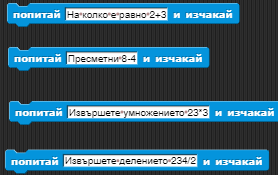 попитай На колко е равно 2+3 и изчакай
попитай Пресметни 8-4 и изчакай
попитай Извършете умножението 23*3 и изчакай
попитай Извършете делението 234/2 и изчакай